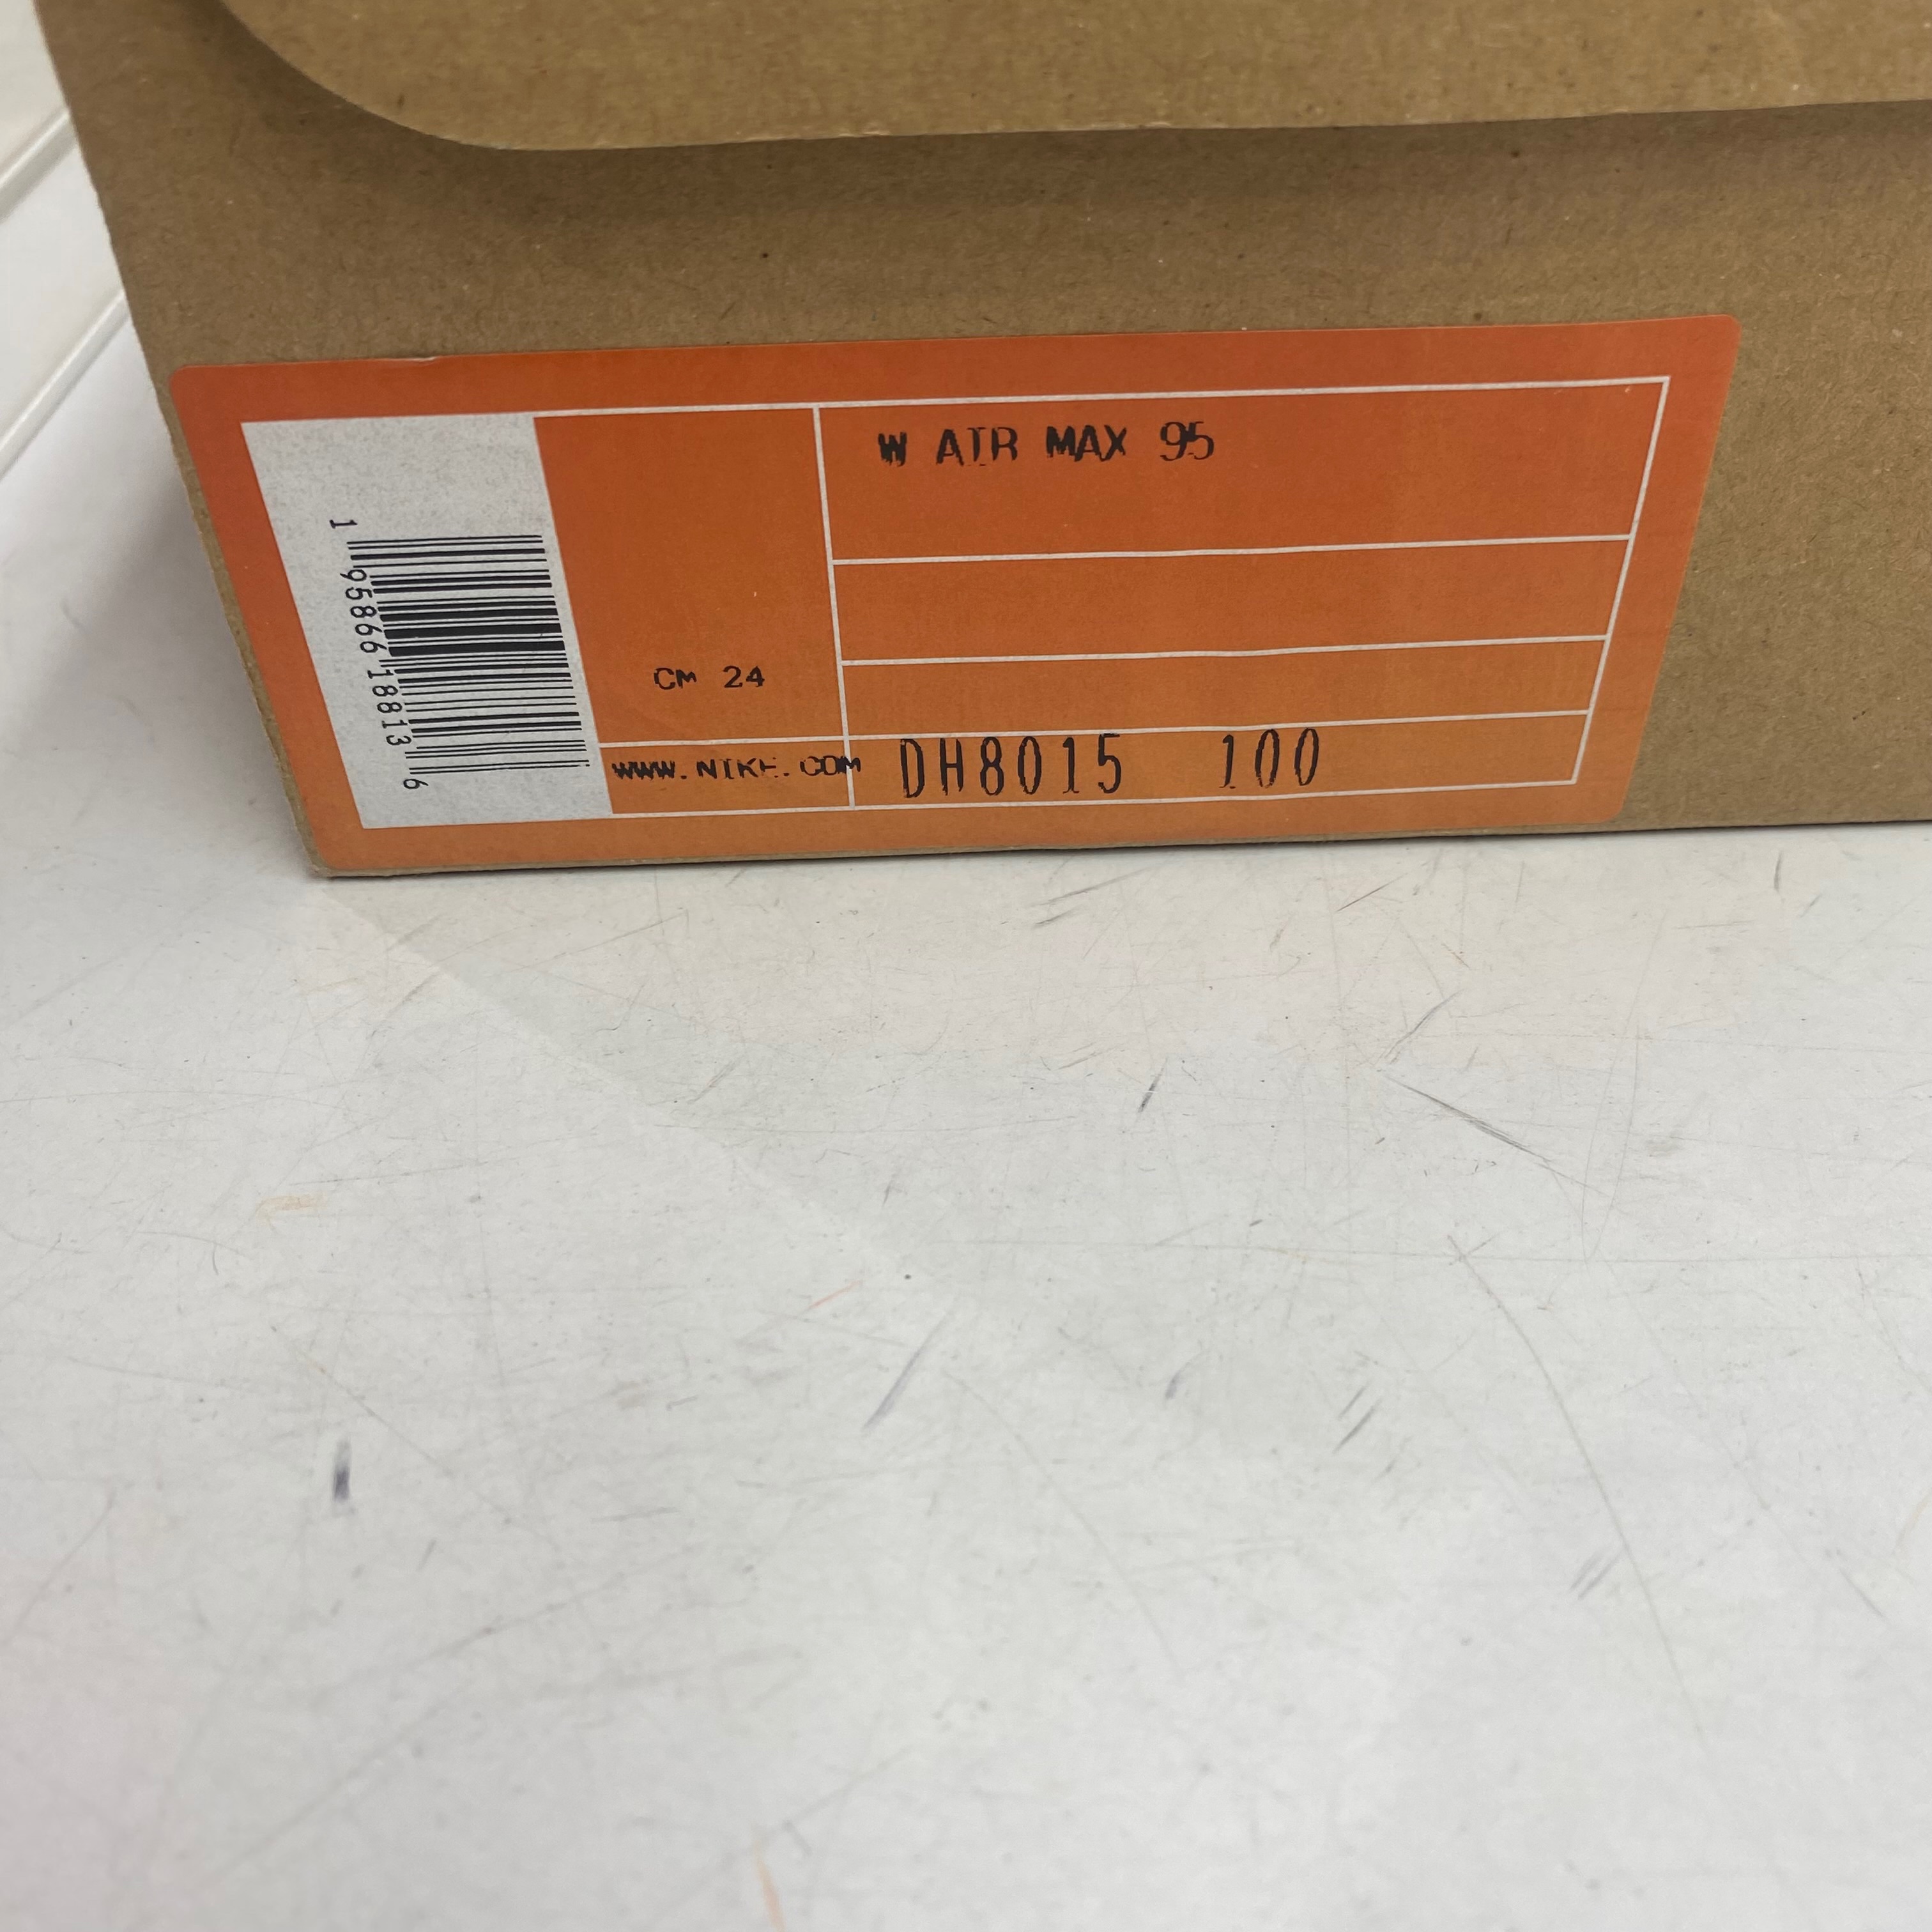 W AIR MAX 95
1 95866 18813 6
CM 24
WWW.NIKE.COM
DH8015 100